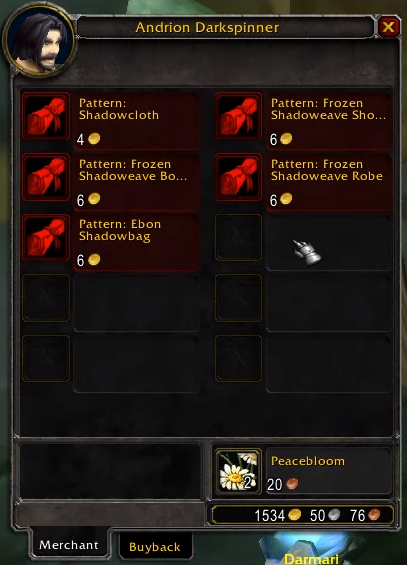 Andrion Darkspinner
Pattern:
Shadowcloth
4
Pattern: Frozen
Shadoweave Sho...
6
Pattern: Frozen
Shadoweave Bo...
6
Pattern: Frozen
Shadoweave Robe
6
Pattern: Ebon
Shadowbag
6
2
Peacebloom
20
1534 50 76
Merchant
Buyback
Darmari